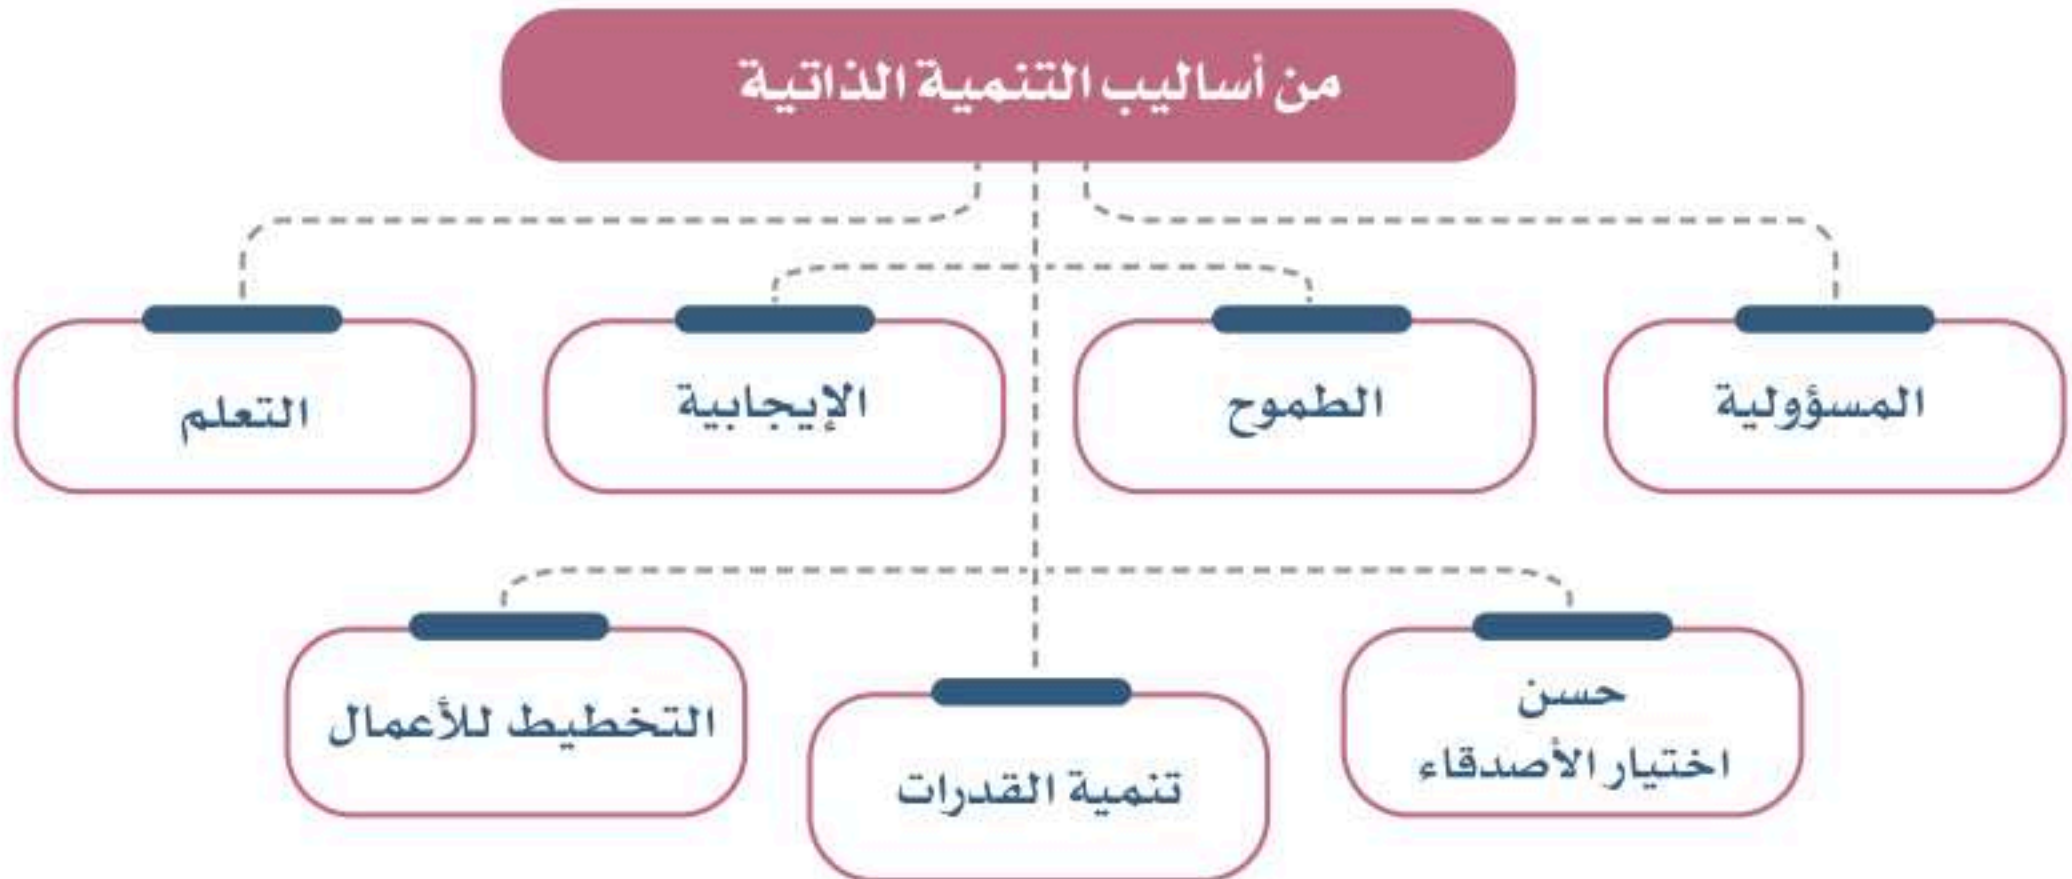 من أساليب التنمية الذاتية
المسؤولية
الطموح
الإيجابية
التعلم
حسن
اختيار الأصدقاء
تنمية القدرات
التخطيط للأعمال